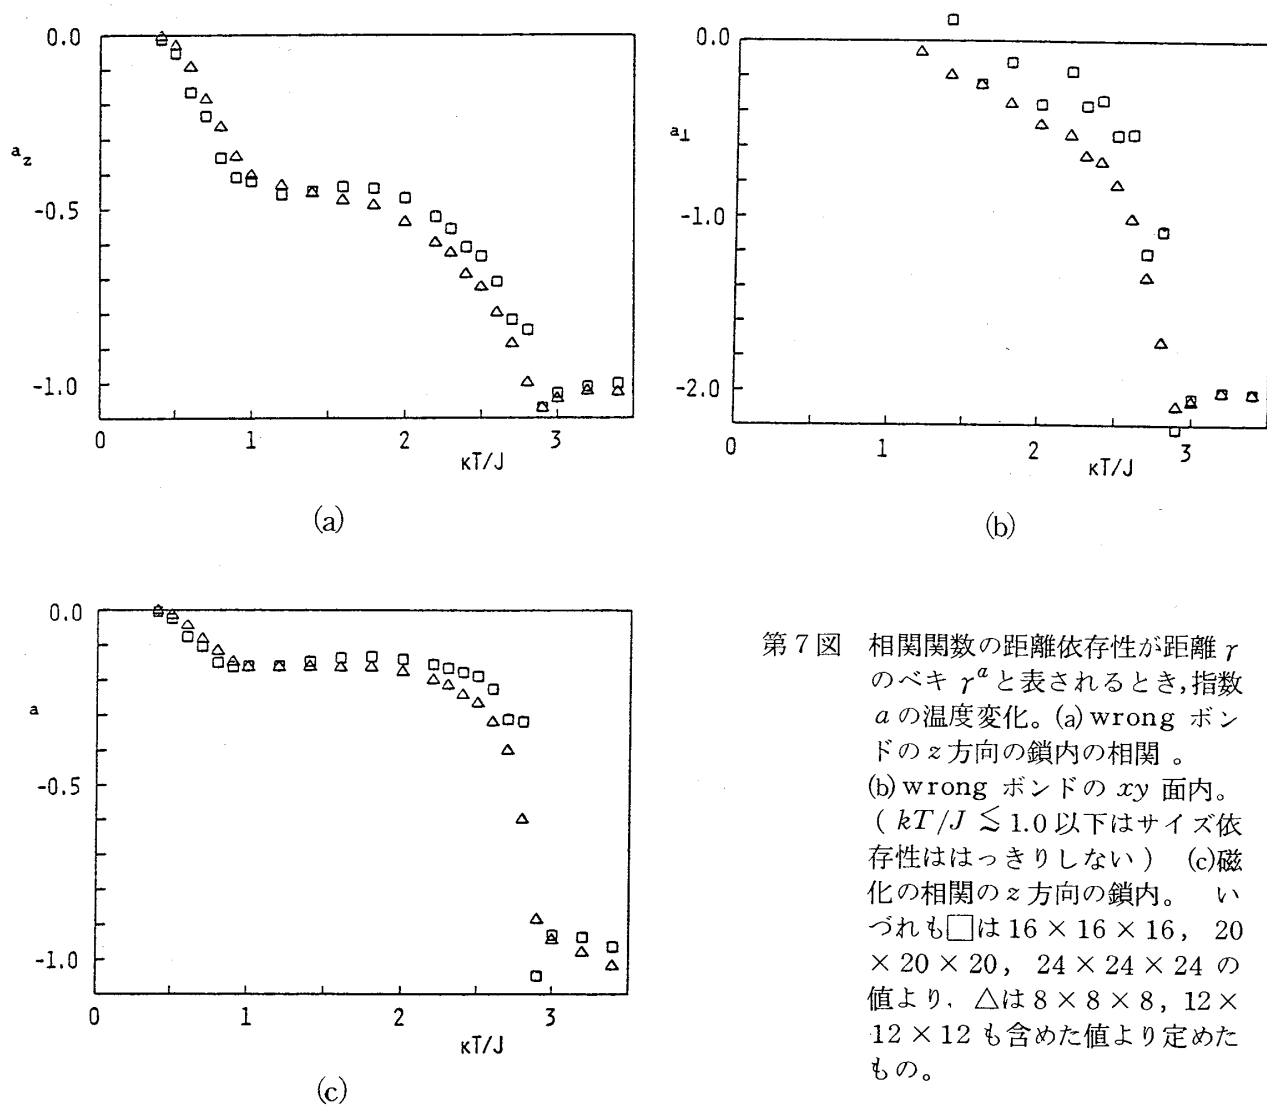 0.0
-0.5
-1.0
a_z
0 1 2 3
κT/J
(a)
0.0
-1.0
-2.0
a⊥
0 1 2 3
κT/J
(b)
0.0
-0.5
-1.0
a
0 1 2 3
κT/J
(c)
第7図 相関関数の距離依存性が距離 γ
のベキ γ^a と表されるとき,指数
a の温度変化。(a) wrong ボン
ドの z 方向の鎖内の相関 。
(b) wrong ボンドの xy 面内。
( kT/J ≲ 1.0 以下はサイズ依
存性ははっきりしない ) (c)磁
化の相関の z 方向の鎖内。 い
づれも□は 16 × 16 × 16, 20
× 20 × 20, 24 × 24 × 24 の
値より, △は 8 × 8 × 8, 12 ×
12 × 12 も含めた値より定めた
もの。